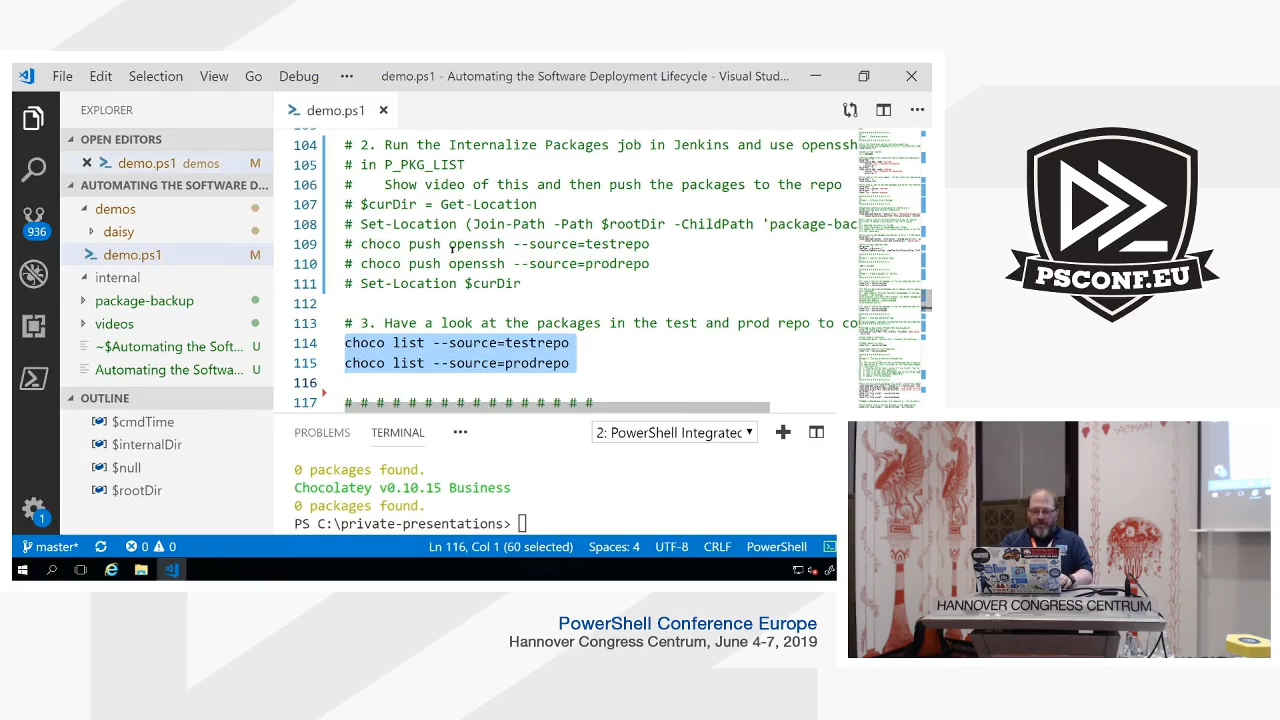 File Edit Selection View Go Debug ••• demo.ps1 - Automating the Software Deployment Lifecycle - Visual Stud...
EXPLORER
OPEN EDITORS
demo.ps1 M
AUTOMATING THE SOFTWARE D...
demos
daisy
demo.ps1 M
internal
package-backup
videos
~$Automate the Soft... U
Automating the Softwa... U
OUTLINE
$cmdTime
$internalDir
$null
$rootDir
936
1
demo.ps1
104 # 2. Run the Internalize Packages job in Jenkins and use openssh
105 # in P_PKG_LIST
106 # Show video of this and then push the packages to the repo
107 # $curDir = Get-Location
108 # Set-Location (Join-Path -Path $rootDir -ChildPath 'package-bac
109 # choco push openssh --source=testrepo
110 # choco push openssh --source=prodrepo
111 # Set-Location $curDir
112
113 # 3. Have a look at the packages in the test and prod repo to co
114 choco list --source=testrepo
115 choco list --source=prodrepo
116
117 # # # # # # # # # # # # # # # #
PROBLEMS TERMINAL ••• 2: PowerShell Integratec
0 packages found.
Chocolatey v0.10.15 Business
0 packages found.
PS C:\private-presentations>
master* 0 0 Ln 116, Col 1 (60 selected) Spaces: 4 UTF-8 CRLF PowerShell
PSCONF.EU
HANNOVER CONGRESS CENTRUM
PowerShell Conference Europe
Hannover Congress Centrum, June 4-7, 2019